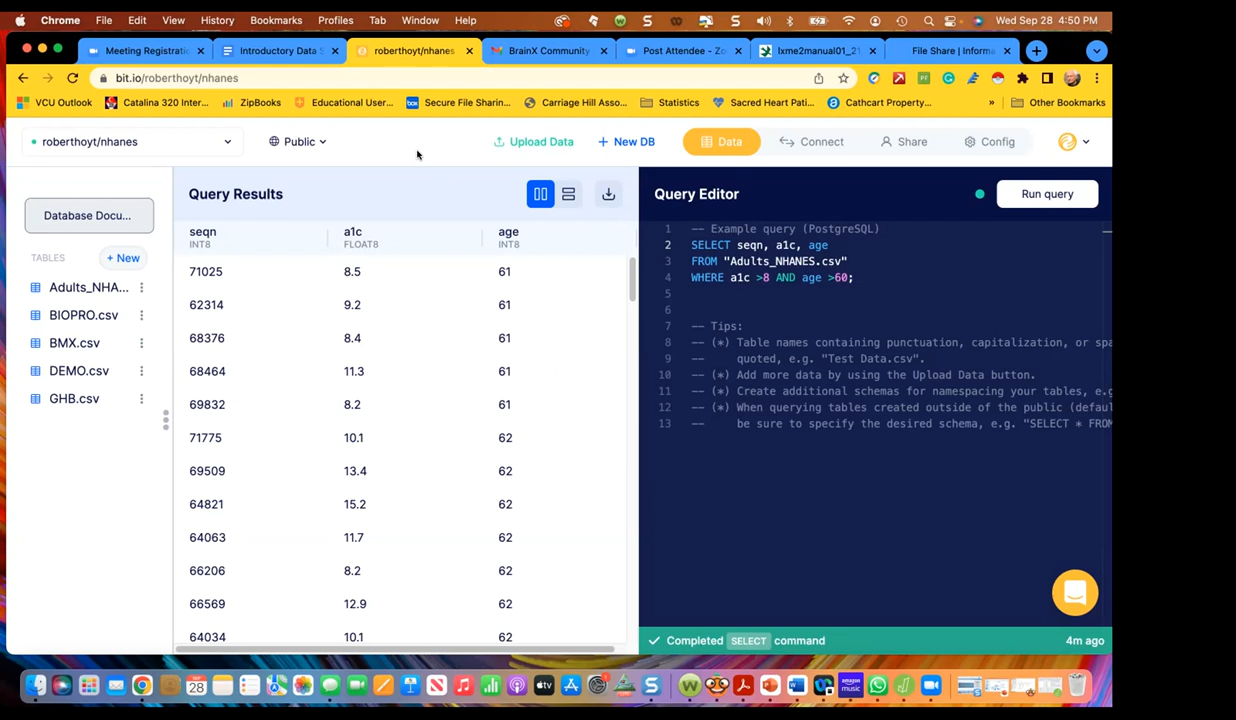 Chrome File Edit View History Bookmarks Profiles Tab Window Help Wed Sep 28 4:50 PM
Meeting Registratio Introductory Data S roberthoyt/nhanes BrainX Community Post Attendee - Zo lxme2manual01_21 File Share | Informa
bit.io/roberthoyt/nhanes
VCU Outlook Catalina 320 Inter... ZipBooks Educational User... Secure File Sharin... Carriage Hill Asso... Statistics Sacred Heart Pati... Cathcart Property... » Other Bookmarks
roberthoyt/nhanes Public Upload Data + New DB Data Connect Share Config
Database Docu...
TABLES + New
Adults_NHA...
BIOPRO.csv
BMX.csv
DEMO.csv
GHB.csv
Query Results
seqn a1c age
INT8 FLOAT8 INT8
71025 8.5 61
62314 9.2 61
68376 8.4 61
68464 11.3 61
69832 8.2 61
71775 10.1 62
69509 13.4 62
64821 15.2 62
64063 11.7 62
66206 8.2 62
66569 12.9 62
64034 10.1 62
Query Editor Run query
1 -- Example query (PostgreSQL)
2 SELECT seqn, a1c, age
3 FROM "Adults_NHANES.csv"
4 WHERE a1c >8 AND age >60;
5
6
7 -- Tips:
8 -- (*) Table names containing punctuation, capitalization, or spa
9 -- quoted, e.g. "Test Data.csv".
10 -- (*) Add more data by using the Upload Data button.
11 -- (*) Create additional schemas for namespacing your tables, e.g
12 -- (*) When querying tables created outside of the public (defaul
13 -- be sure to specify the desired schema, e.g. "SELECT * FROM
Completed SELECT command 4m ago
SEP
28
amazon
music